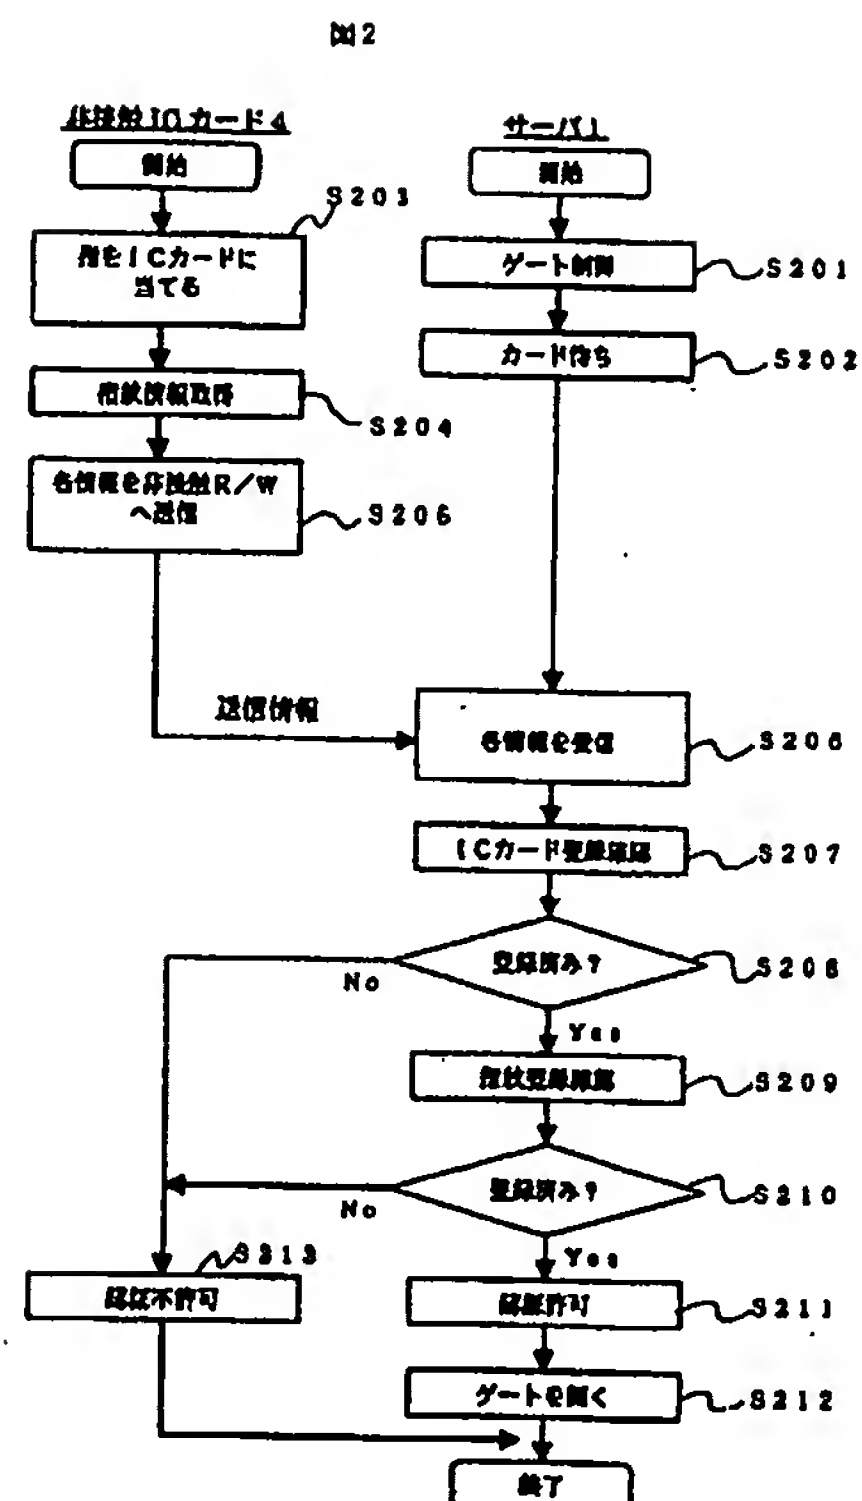 図2
非接触ICカード4
開始
S203
指をICカードに
当てる
指紋情報取得
S204
各情報を非接触R/W
へ送信
S205
送信情報
サーバ1
開始
ゲート制御
S201
カード待ち
S202
各情報を受信
S206
ICカード登録確認
S207
登録済み?
S208
No
Yes
指紋登録確認
S209
登録済み?
S210
No
Yes
S213
認証不許可
認証許可
S211
ゲートを開く
S212
終了